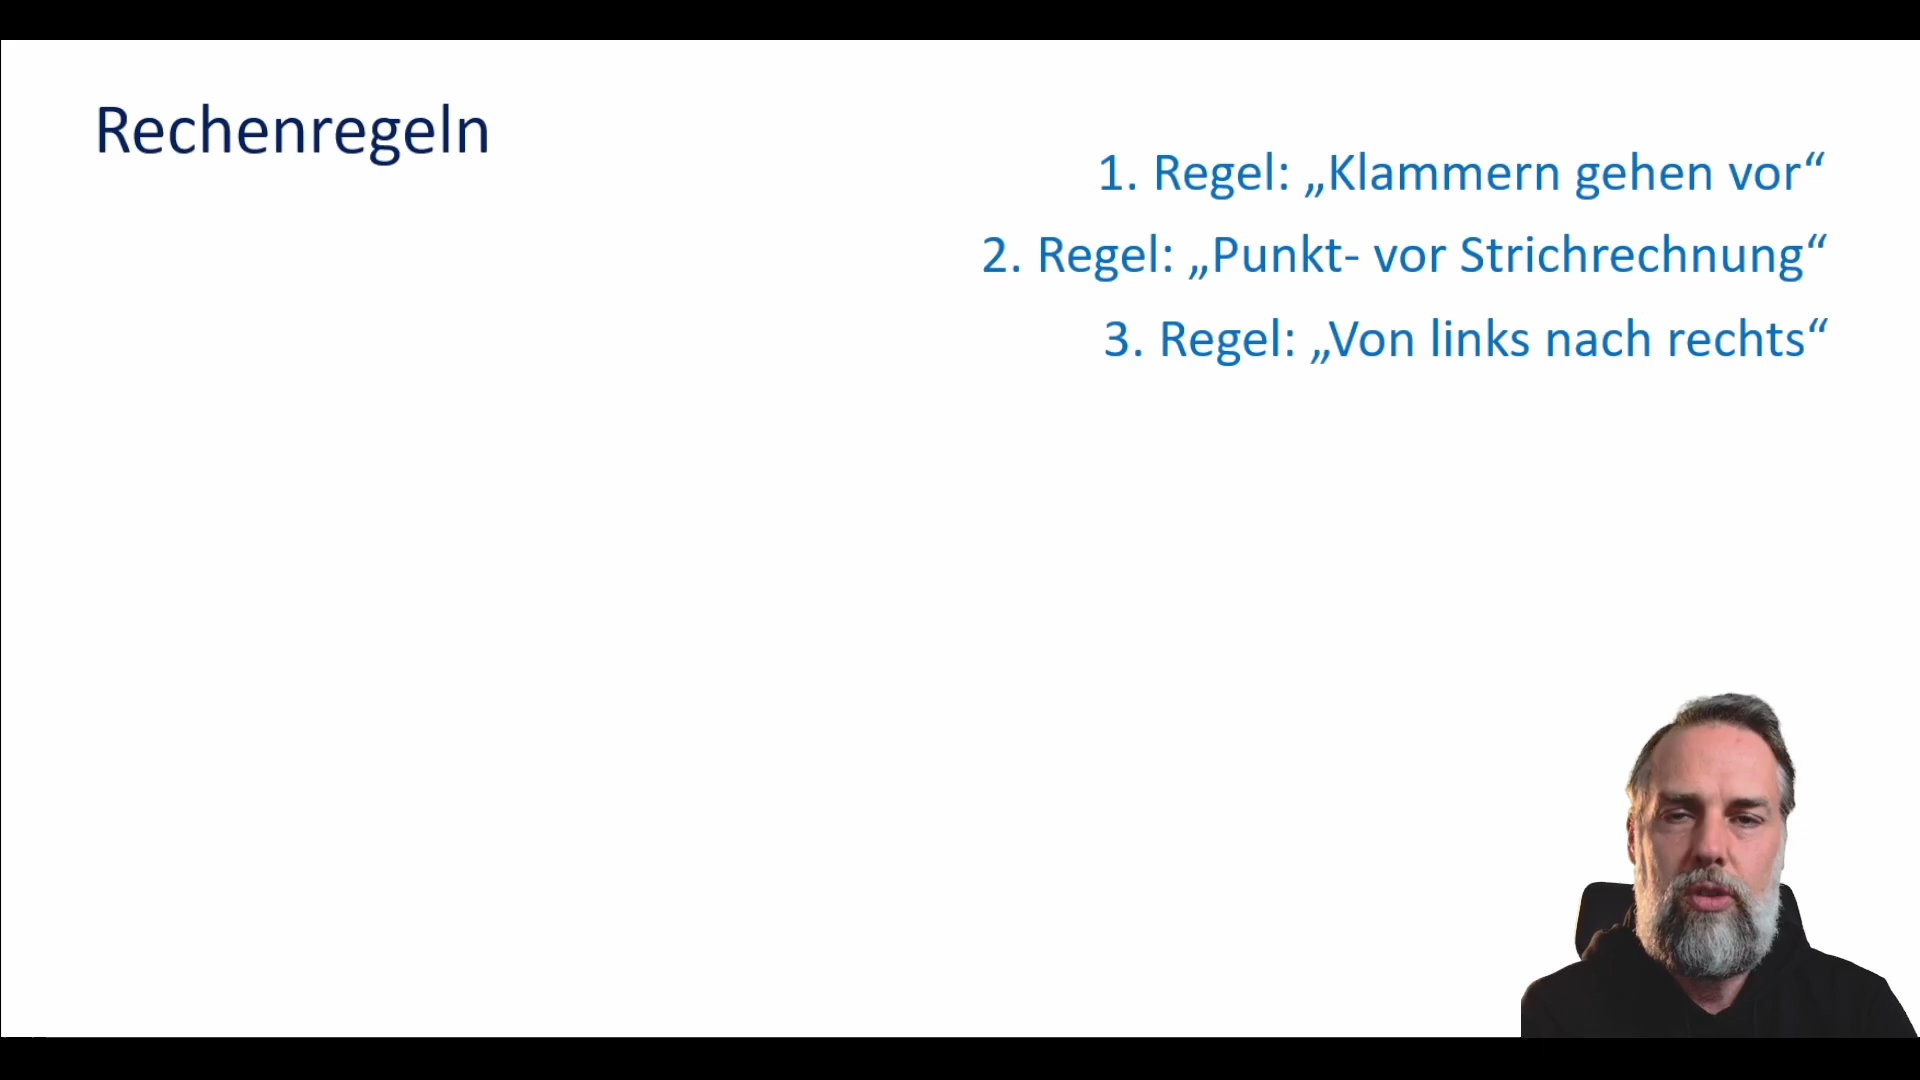 Rechenregeln
1. Regel: „Klammern gehen vor“
2. Regel: „Punkt- vor Strichrechnung“
3. Regel: „Von links nach rechts“